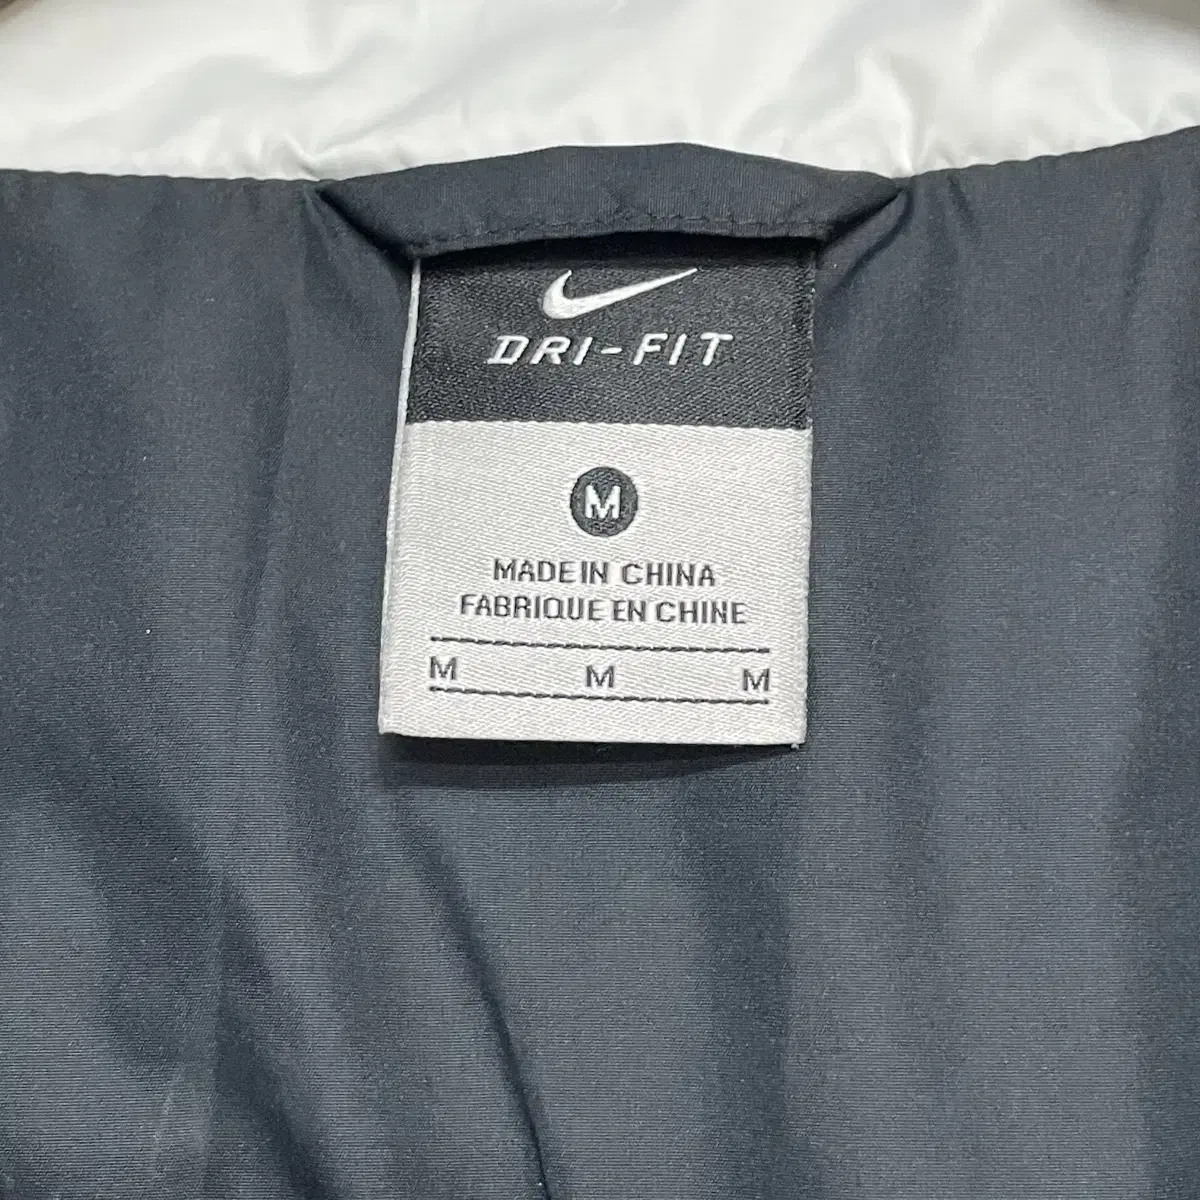 DRI-FIT
M
MADE IN CHINA
FABRIQUE EN CHINE
M M M